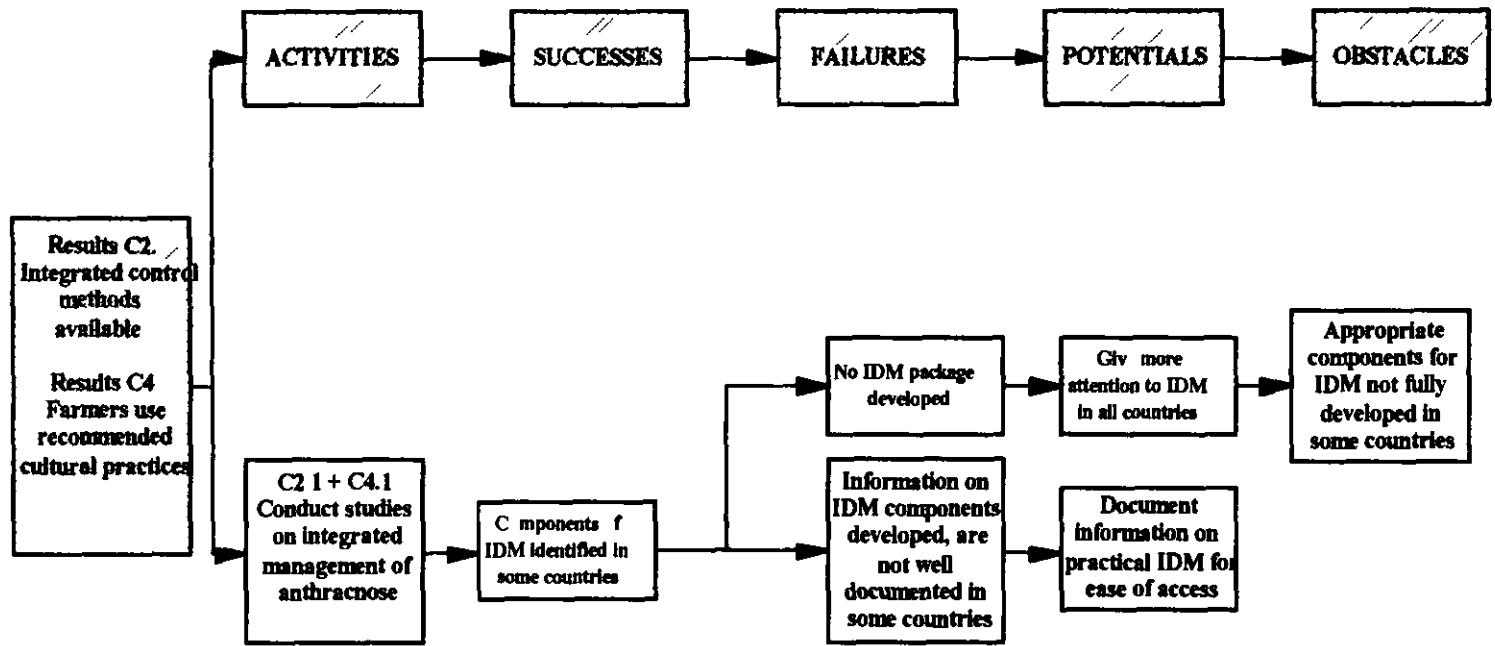 ACTIVITIES
SUCCESSES
FAILURES
POTENTIALS
OBSTACLES
Results C2.
Integrated control
methods
available
Results C4
Farmers use
recommended
cultural practices
C2 1 + C4.1
Conduct studies
on integrated
management of
anthracnose
C mponents f
IDM identified in
some countries
No IDM package
developed
Giv more
attention to IDM
in all countries
Appropriate
components for
IDM not fully
developed in
some countries
Information on
IDM components
developed, are
not well
documented in
some countries
Document
information on
practical IDM for
ease of access